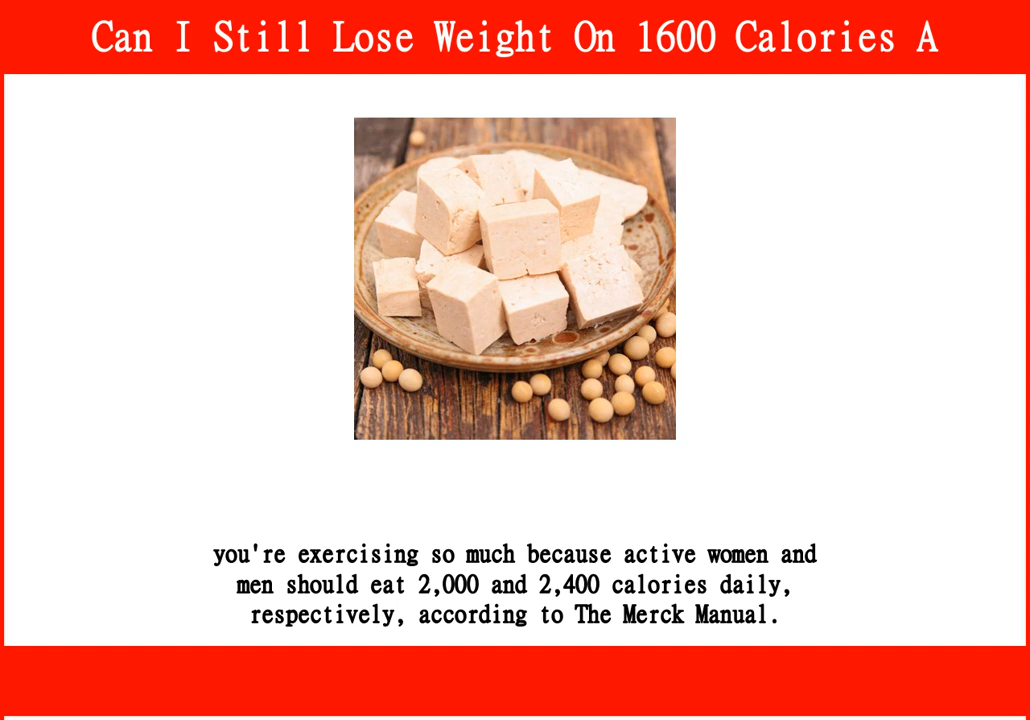 Can I Still Lose Weight On 1600 Calories A
you're exercising so much because active women and
men should eat 2,000 and 2,400 calories daily,
respectively, according to The Merck Manual.